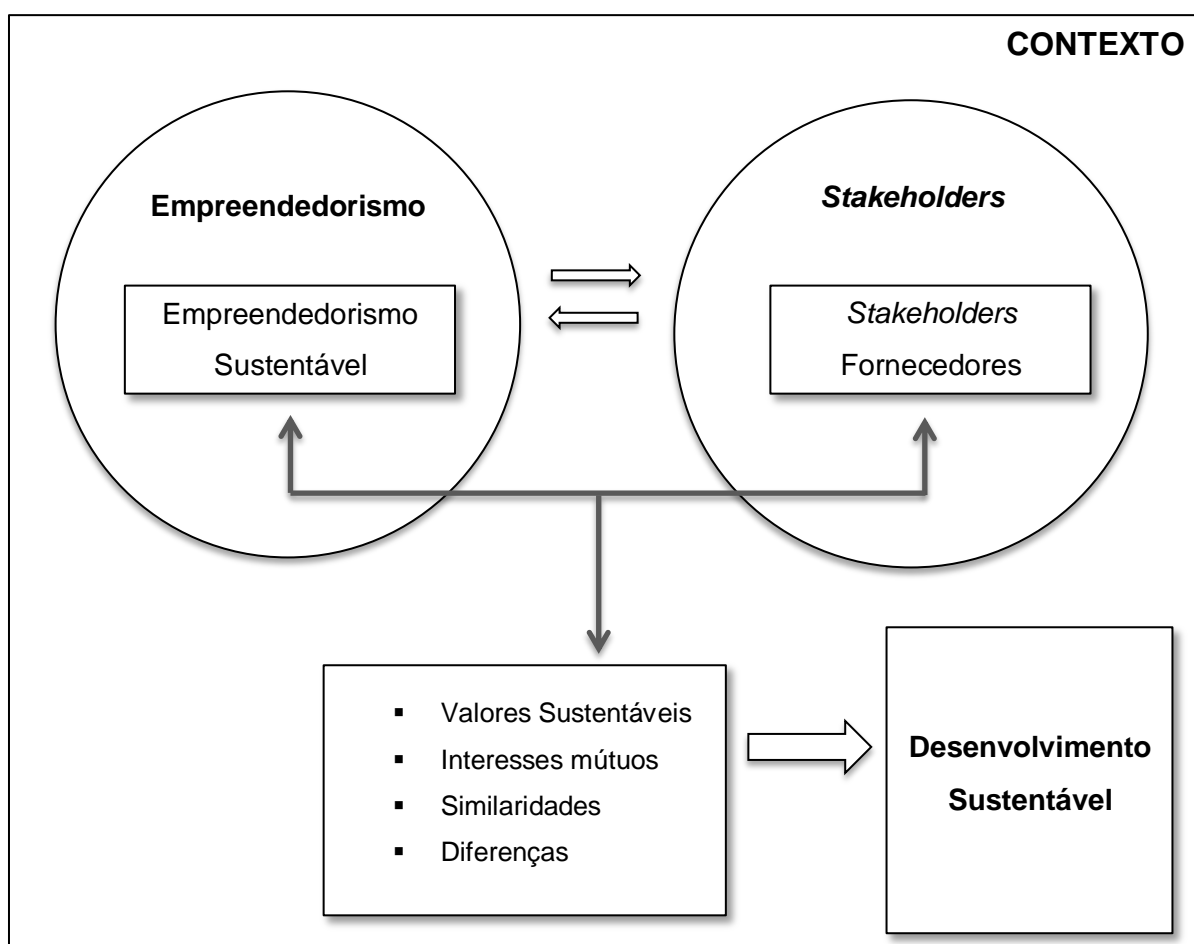 CONTEXTO
Empreendedorismo
Empreendedorismo
Sustentável
Stakeholders
Stakeholders
Fornecedores
▪ Valores Sustentáveis
▪ Interesses mútuos
▪ Similaridades
▪ Diferenças
Desenvolvimento
Sustentável